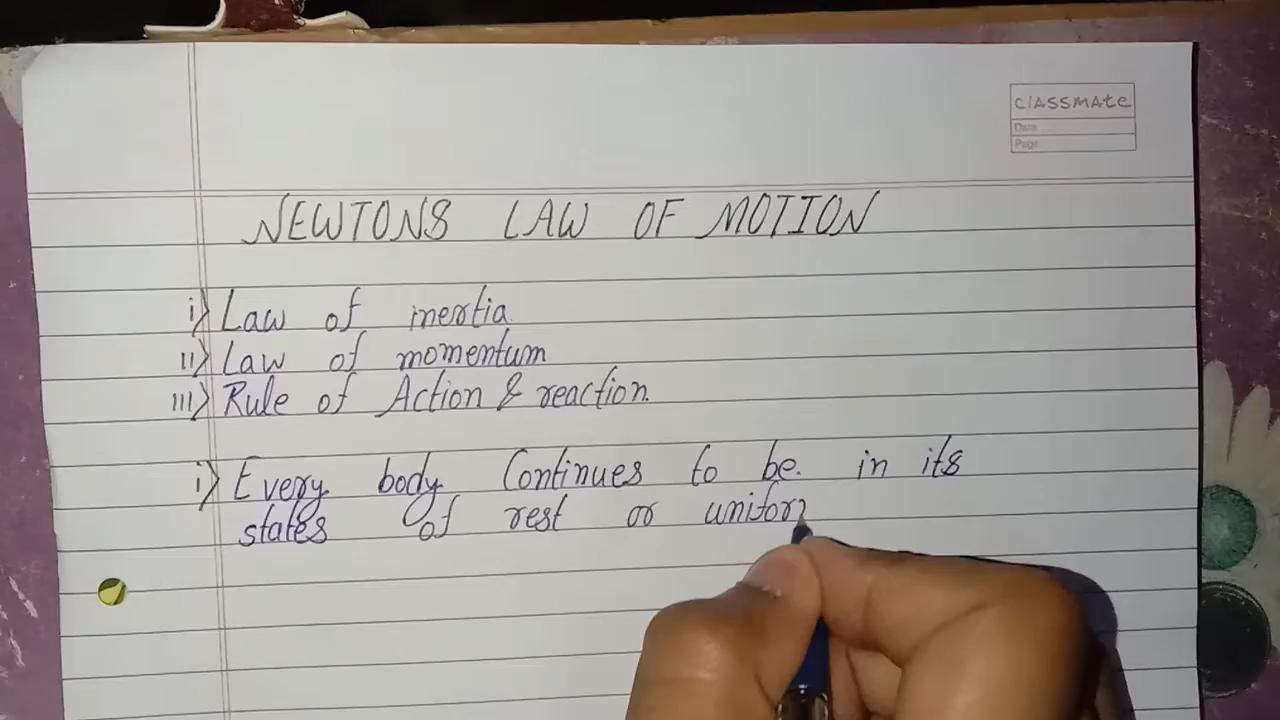 classmate
Date
Page
NEWTONS LAW OF MOTION
i) Law of inertia.
ii) Law of momentum
iii) Rule of Action & reaction.
i) Every body Continues to be. in its
states of rest or uniforn